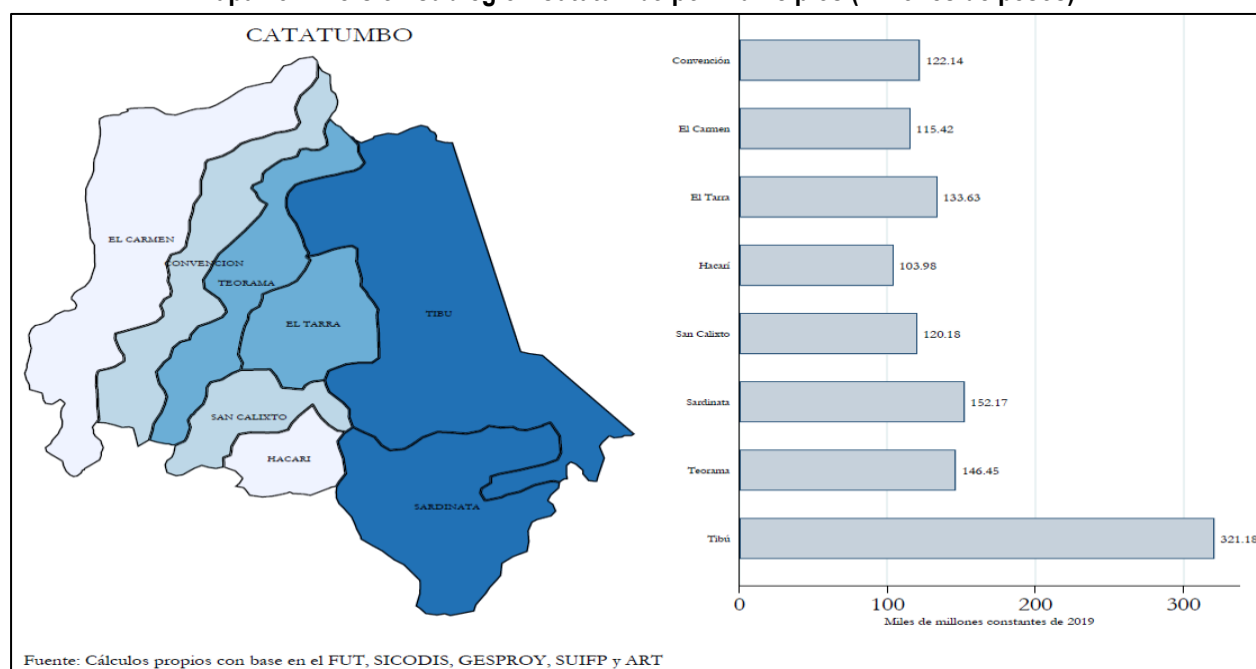 CATATUMBO
EL CARMEN
CONVENCION
TEORAMA
EL TARRA
TIBU
SAN CALIXTO
HACARI
SARDINATA
Convención 122.14
El Carmen 115.42
El Tarra 133.63
Hacarí 103.98
San Calixto 120.18
Sardinata 152.17
Teorama 146.45
Tibú 321.18
0 100 200 300
Miles de millones constantes de 2019
Fuente: Cálculos propios con base en el FUT, SICODIS, GESPROY, SUIFP y ART